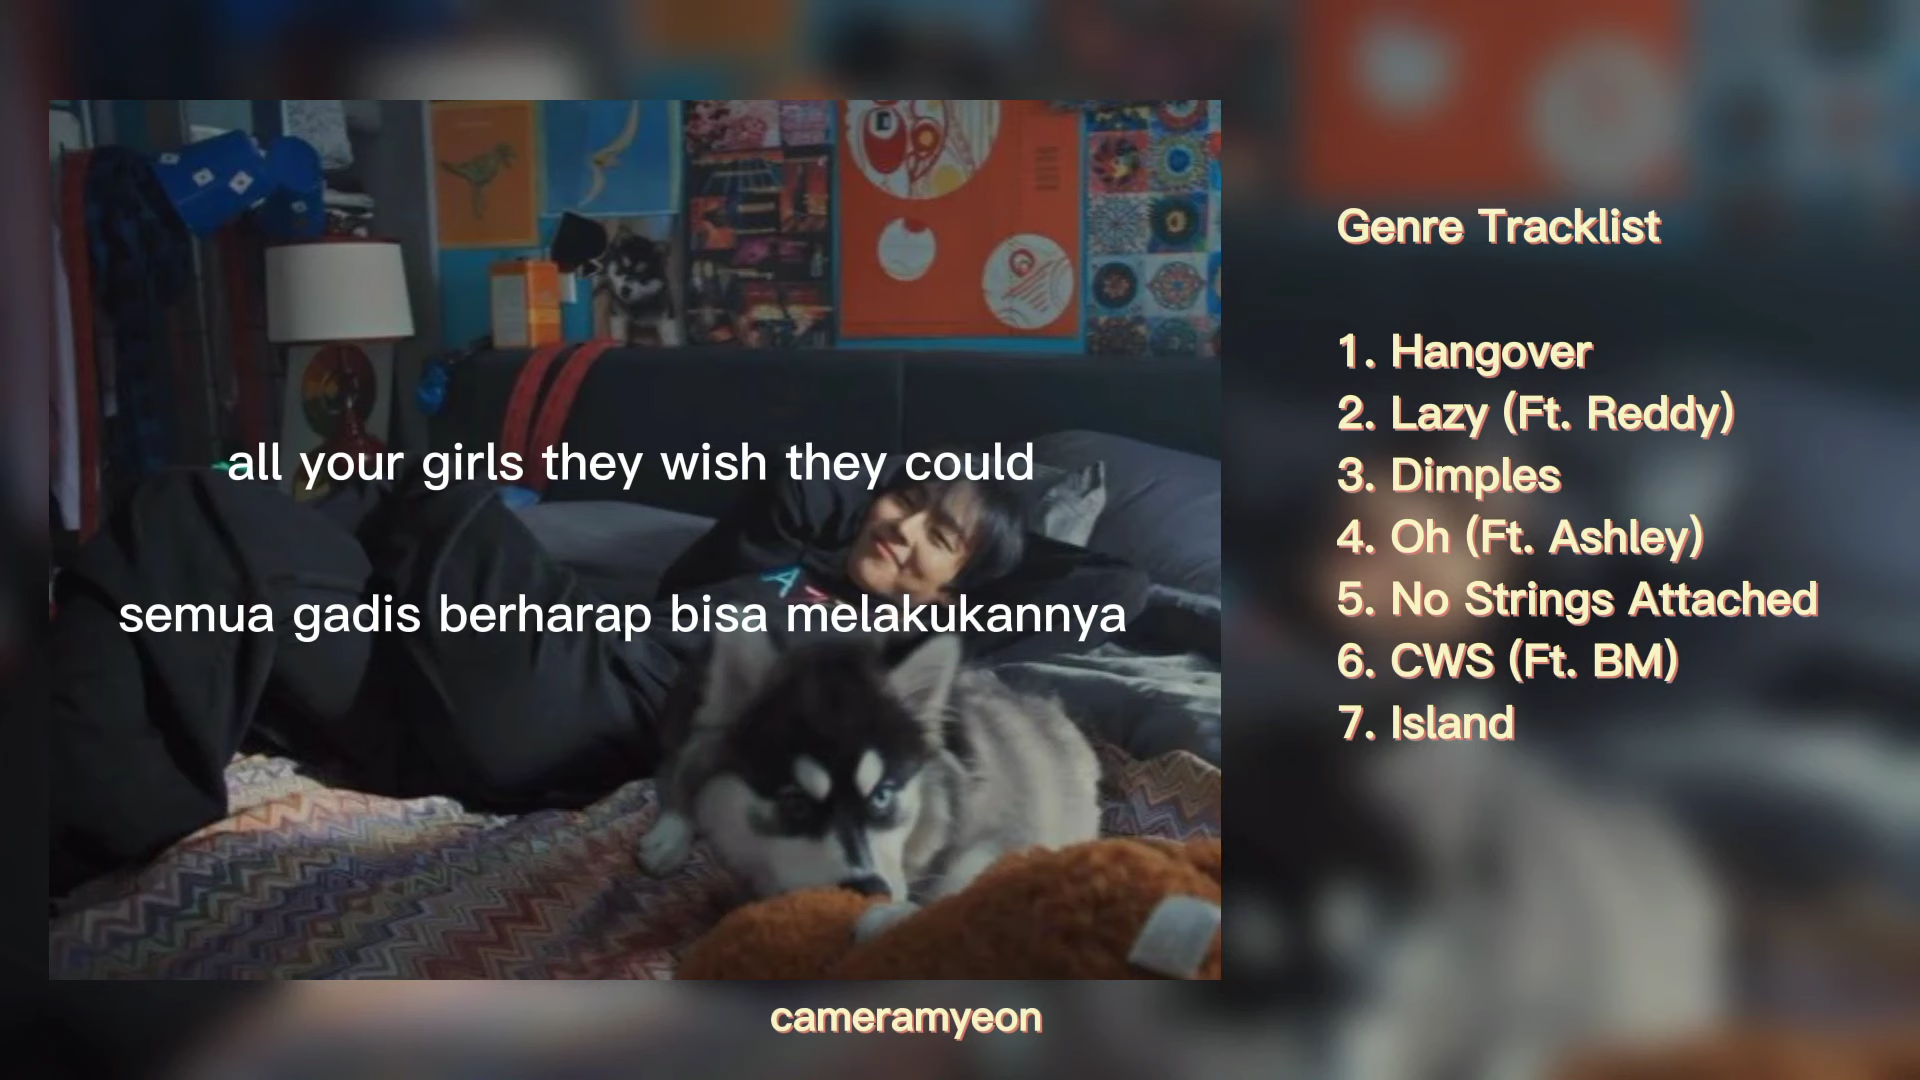 all your girls they wish they could
semua gadis berharap bisa melakukannya
Genre Tracklist
1. Hangover
2. Lazy (Ft. Reddy)
3. Dimples
4. Oh (Ft. Ashley)
5. No Strings Attached
6. CWS (Ft. BM)
7. Island
cameramyeon